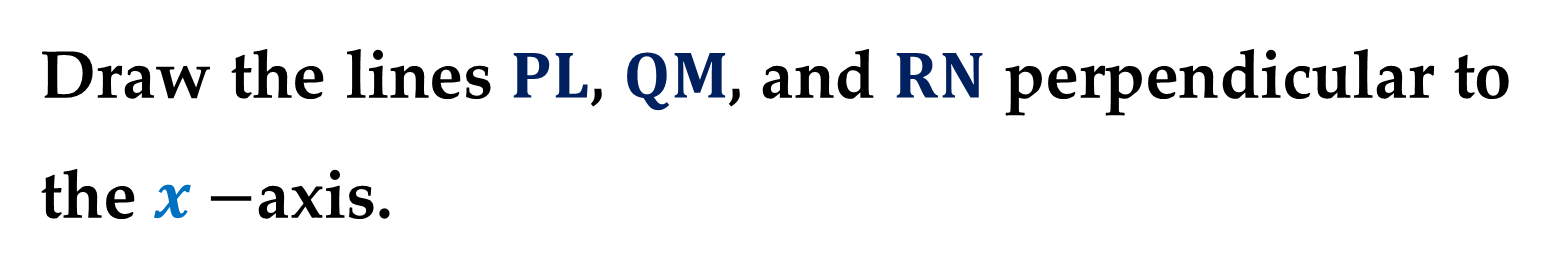 Draw the lines PL, QM, and RN perpendicular to
the x −axis.